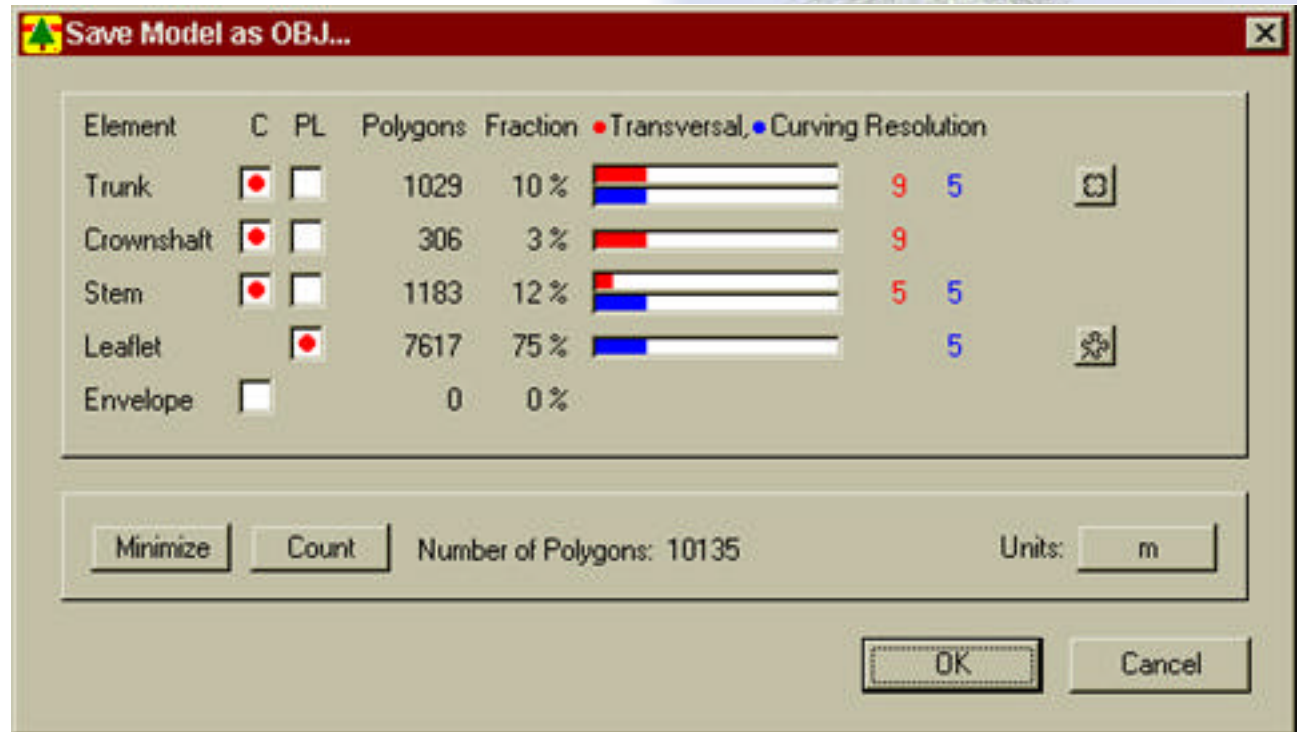 Save Model as OBJ...
Element C PL Polygons Fraction •Transversal,•Curving Resolution
Trunk 1029 10 % 9 5
Crownshaft 306 3 % 9
Stem 1183 12 % 5 5
Leaflet 7617 75 % 5
Envelope 0 0 %
Minimize Count Number of Polygons: 10135 Units: m
OK Cancel